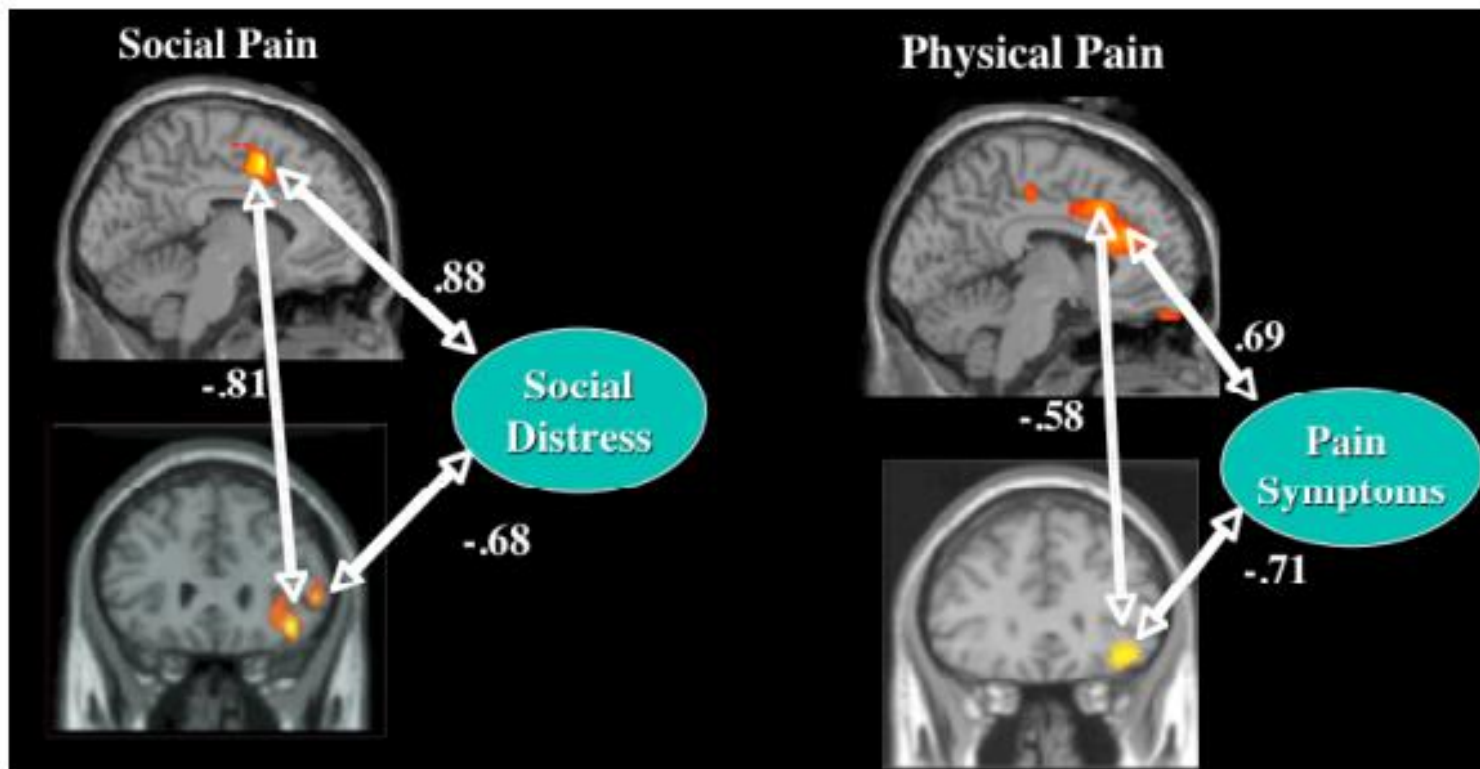 Social Pain
.88
-.81
Social
Distress
-.68
Physical Pain
.69
-.58
Pain
Symptoms
-.71